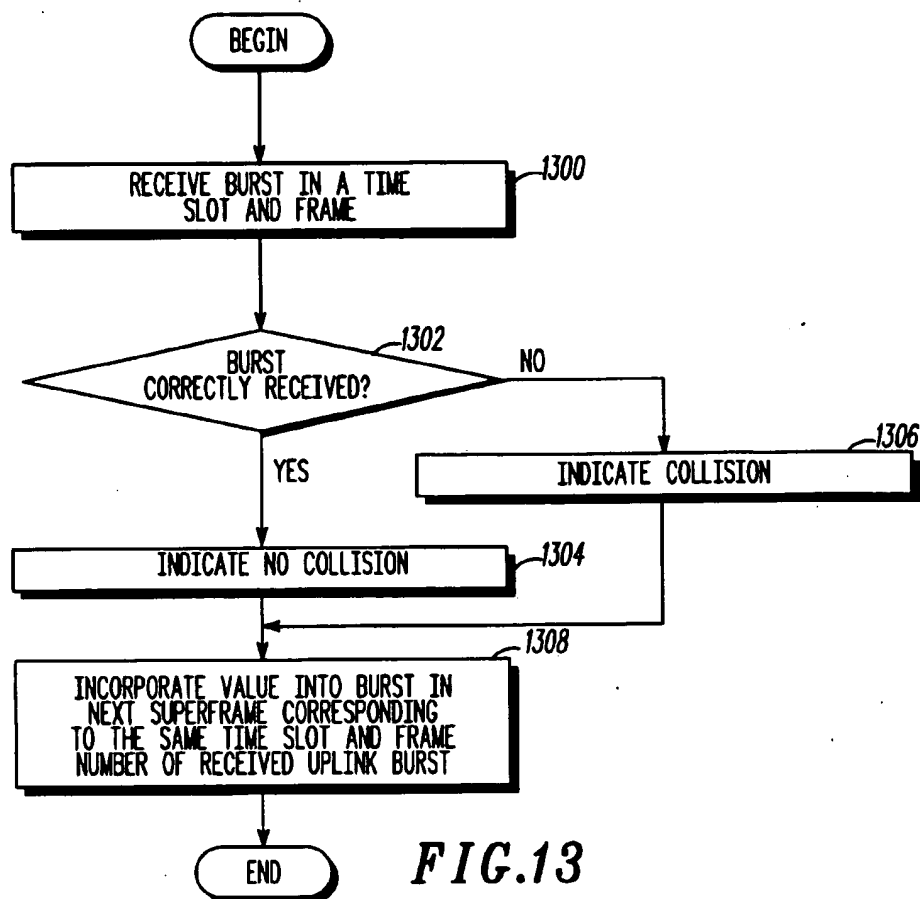 BEGIN
1300
RECEIVE BURST IN A TIME
SLOT AND FRAME
1302
BURST
CORRECTLY RECEIVED?
NO
YES
1306
INDICATE COLLISION
1304
INDICATE NO COLLISION
1308
INCORPORATE VALUE INTO BURST IN
NEXT SUPERFRAME CORRESPONDING
TO THE SAME TIME SLOT AND FRAME
NUMBER OF RECEIVED UPLINK BURST
END
FIG.13